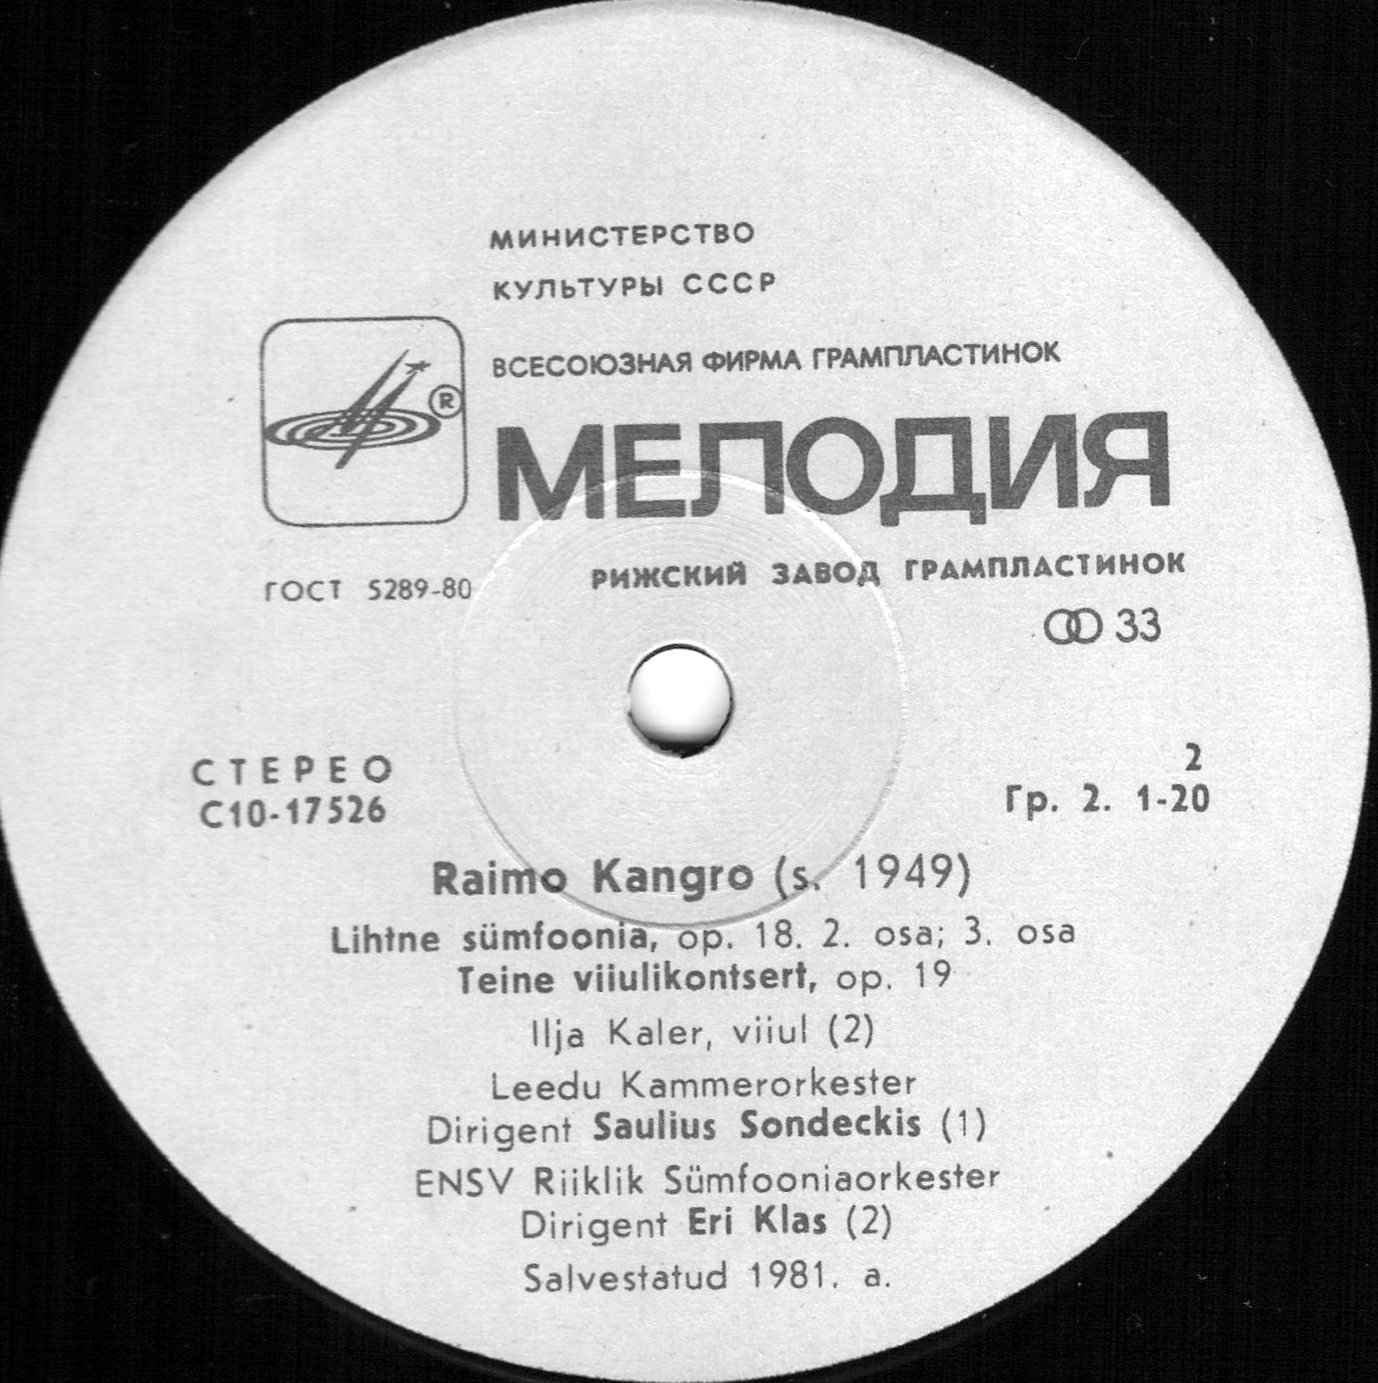 МИНИСТЕРСТВО
КУЛЬТУРЫ СССР
ВСЕСОЮЗНАЯ ФИРМА ГРАМПЛАСТИНОК
®
МЕЛОДИЯ
ГОСТ 5289-80
РИЖСКИЙ ЗАВОД ГРАМПЛАСТИНОК
33
СТЕРЕО
С10-17526
2
Гр. 2. 1-20
Raimo Kangro (s. 1949)
Lihtne sümfoonia, op. 18. 2. osa; 3. osa
Teine viiulikontsert, op. 19
Ilja Kaler, viiul (2)
Leedu Kammerorkester
Dirigent Saulius Sondeckis (1)
ENSV Riiklik Sümfooniaorkester
Dirigent Eri Klas (2)
Salvestatud 1981. a.